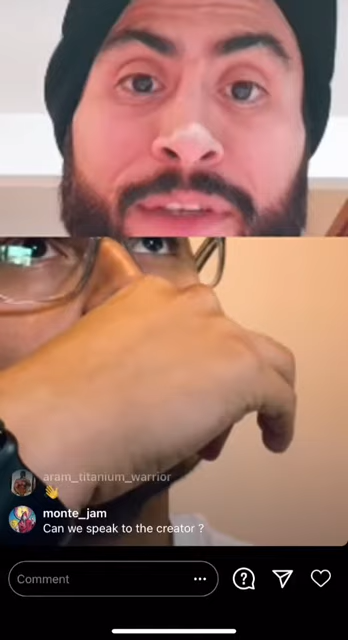 aram_titanium_warrior
👋
monte_jam
Can we speak to the creator ?
Comment